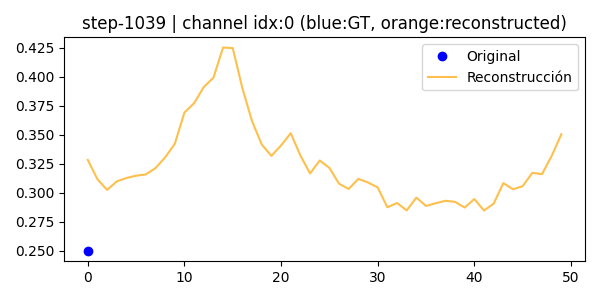 step-1039 | channel idx:0 (blue:GT, orange:reconstructed)
0.425
0.400
0.375
0.350
0.325
0.300
0.275
0.250
Original
Reconstrucción
0 10 20 30 40 50